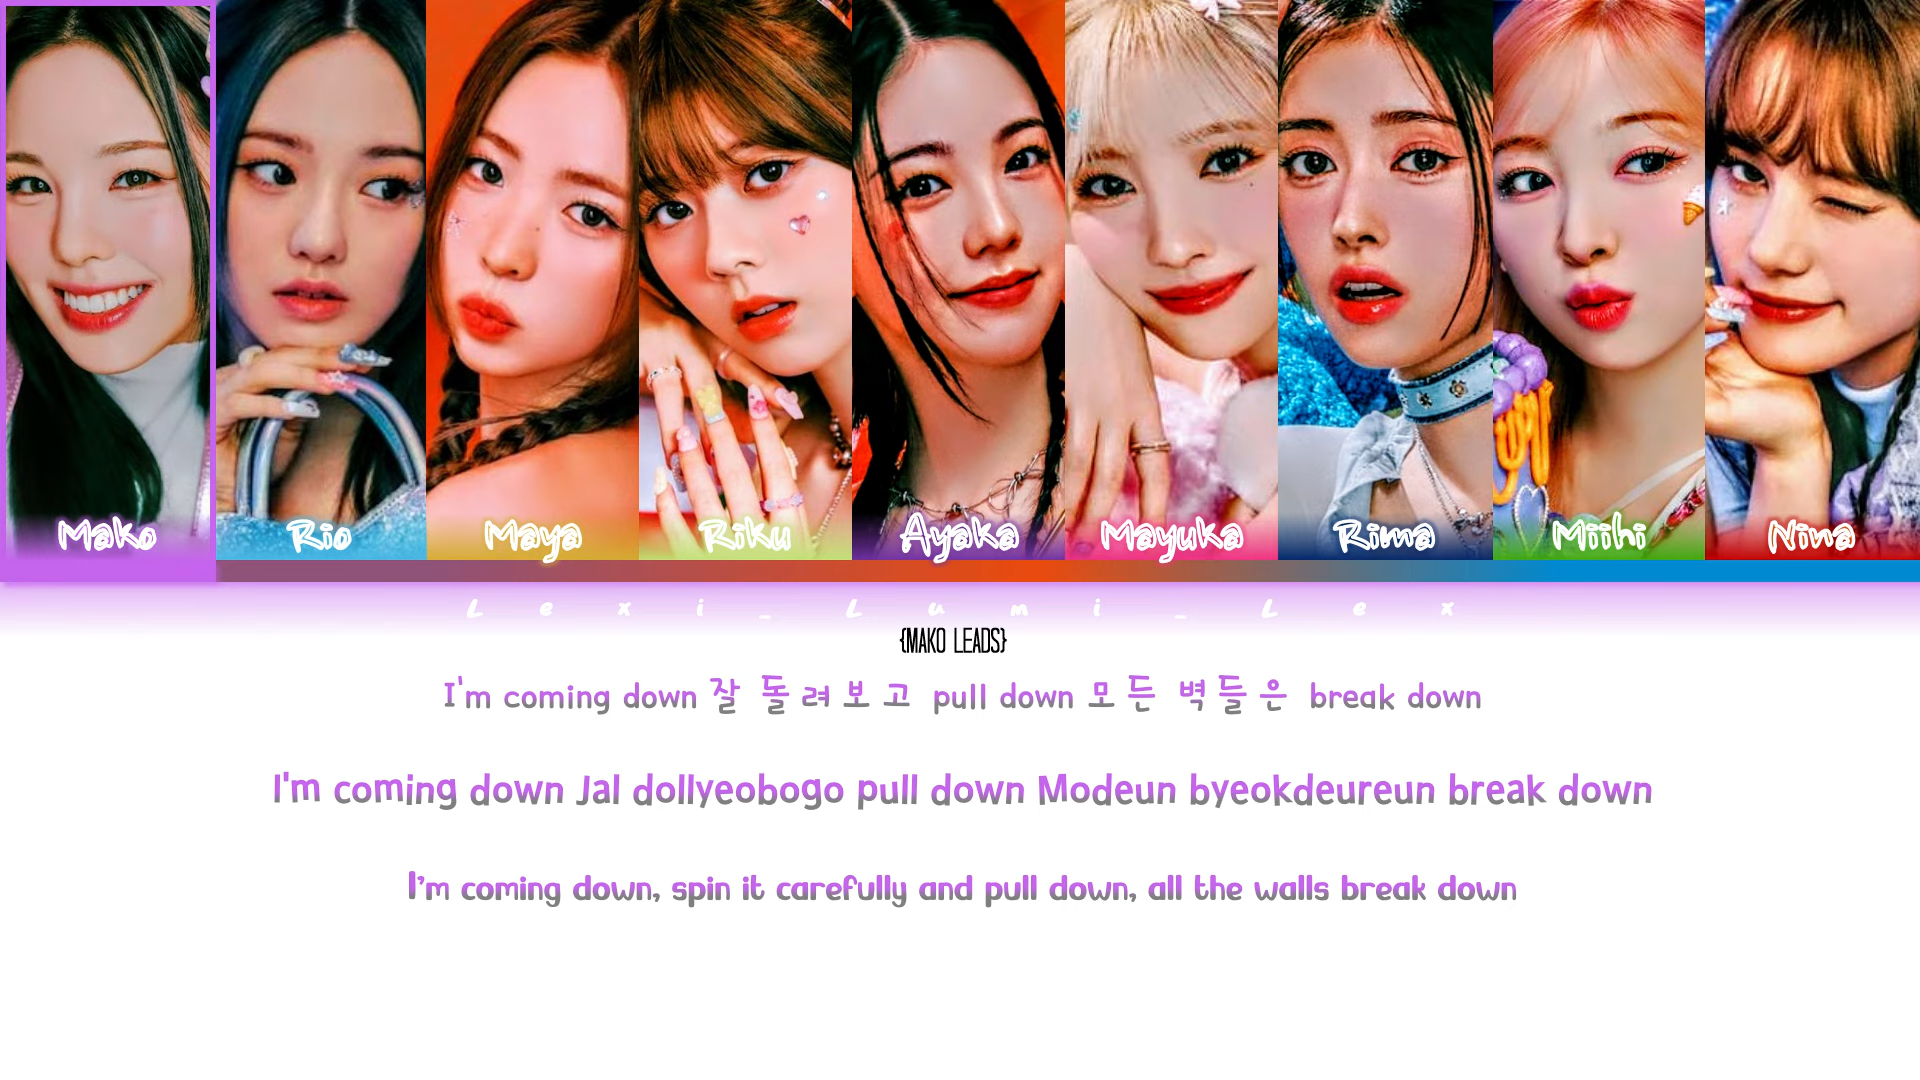 Mako Rio Maya Riku Ayaka Mayuka Rima Miihi Nina
Lexi_Lumi_Lex
{MAKO LEADS}
I'm coming down 잘 돌려보고 pull down 모든 벽들은 break down
I'm coming down Jal dollyeobogo pull down Modeun byeokdeureun break down
I'm coming down, spin it carefully and pull down, all the walls break down